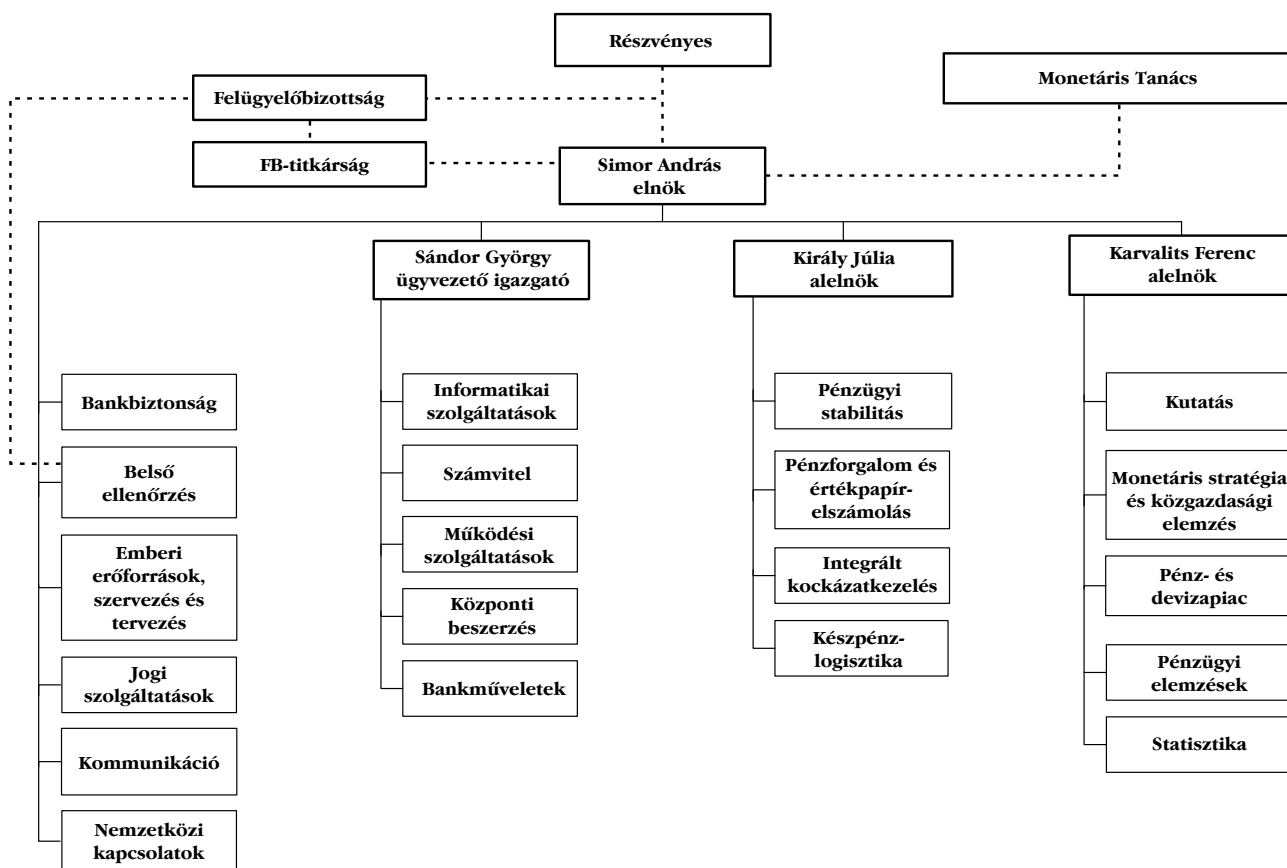 Részvényes
Monetáris Tanács
Felügyelőbizottság
FB-titkárság
Simor András
elnök
Sándor György
ügyvezető igazgató
Király Júlia
alelnök
Karvalits Ferenc
alelnök
Bankbiztonság
Belső
ellenőrzés
Emberi
erőforrások,
szervezés és
tervezés
Jogi
szolgáltatások
Kommunikáció
Nemzetközi
kapcsolatok
Informatikai
szolgáltatások
Számvitel
Működési
szolgáltatások
Központi
beszerzés
Bankműveletek
Pénzügyi
stabilitás
Pénzforgalom és
értékpapír-
elszámolás
Integrált
kockázatkezelés
Készpénz-
logisztika
Kutatás
Monetáris stratégia
és közgazdasági
elemzés
Pénz- és
devizapiac
Pénzügyi
elemzések
Statisztika